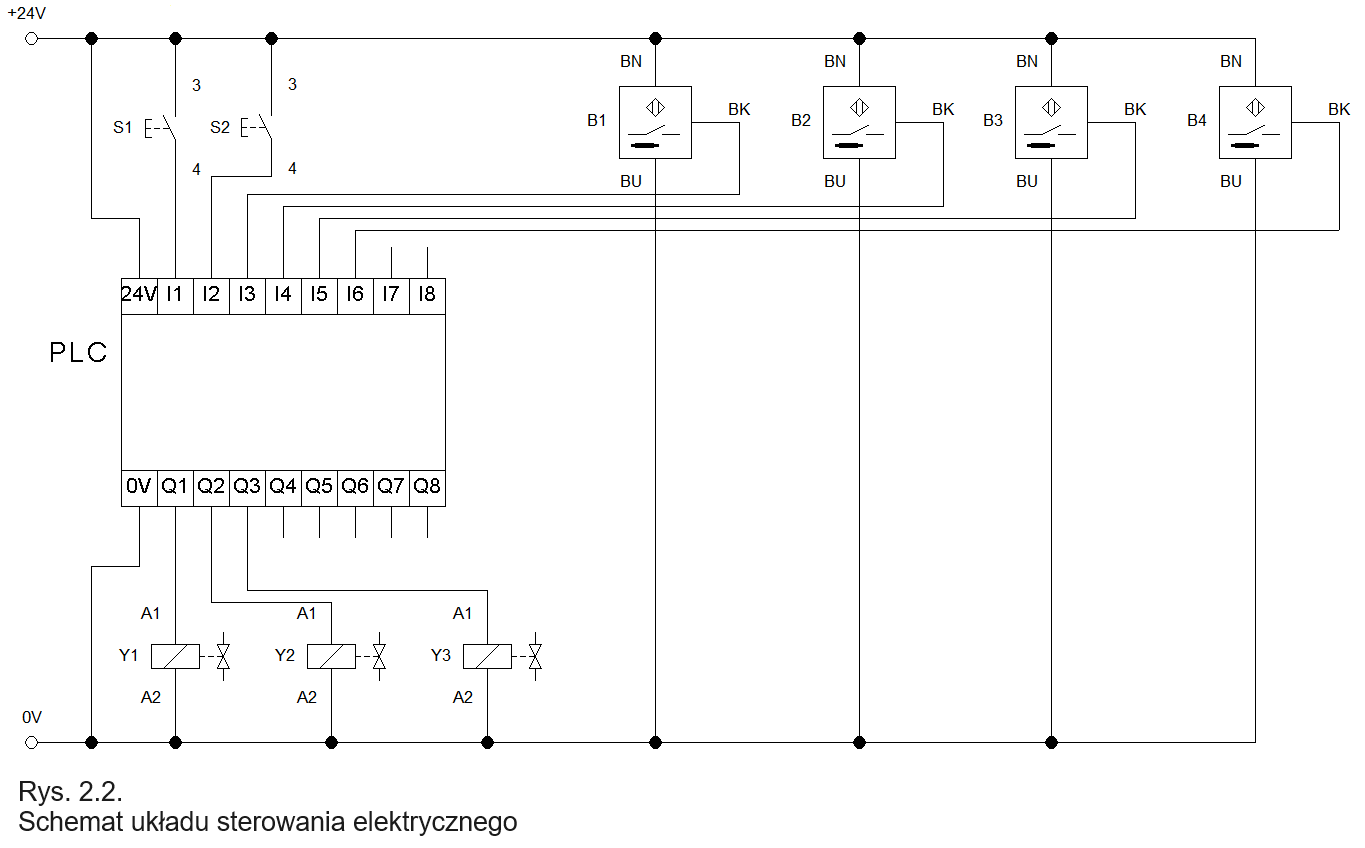 +24V
BN BN BN BN
3 3
BK BK BK BK
S1 S2 B1 B2 B3 B4
4 4
BU BU BU BU
24V I1 I2 I3 I4 I5 I6 I7 I8
PLC
0V Q1 Q2 Q3 Q4 Q5 Q6 Q7 Q8
A1 A1 A1
Y1 Y2 Y3
A2 A2 A2
0V
Rys. 2.2.
Schemat układu sterowania elektrycznego